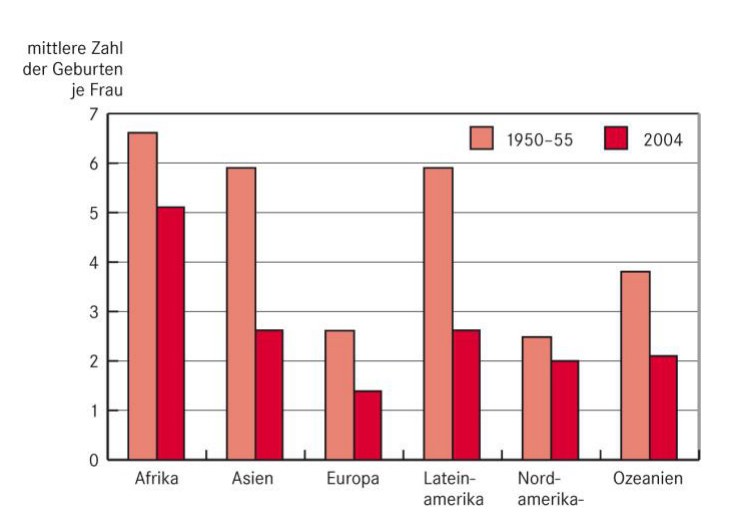 mittlere Zahl
der Geburten
je Frau
7
6
5
4
3
2
1
0
1950–55
2004
Afrika
Asien
Europa
Latein-
amerika
Nord-
amerika-
Ozeanien